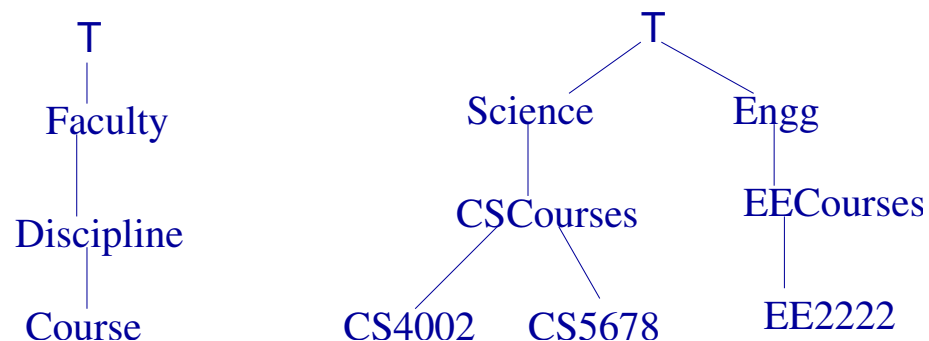 T
Faculty
Discipline
Course
T
Science Engg
CSCourses EECourses
CS4002 CS5678 EE2222